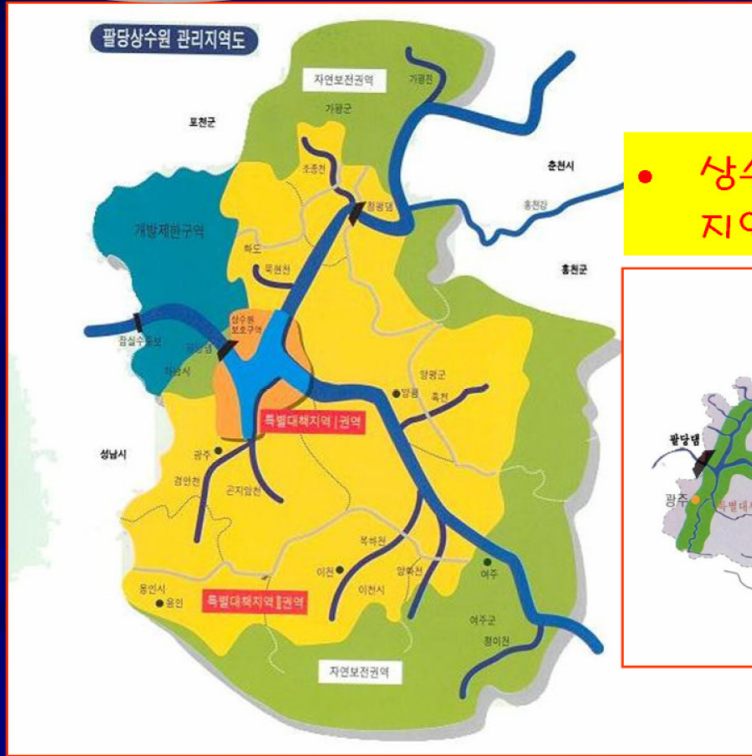 팔당상수원 관리지역도
자연보전권역
가평천
가평군
포천군
조종천
춘천시
청평댐
홍천강
개발제한구역
화도
묵현천
홍천군
상수원
보호구역
잠실수중보
팔당댐
하남시
양평군
양평
흑천
특별대책지역 I 권역
성남시
광주
경안천
곤지암천
복하천
이천
양화천
여주
용인시
용인
이천시
특별대책지역 II 권역
여주군
청미천
자연보전권역
• 상수
팔당댐
광주
특별대